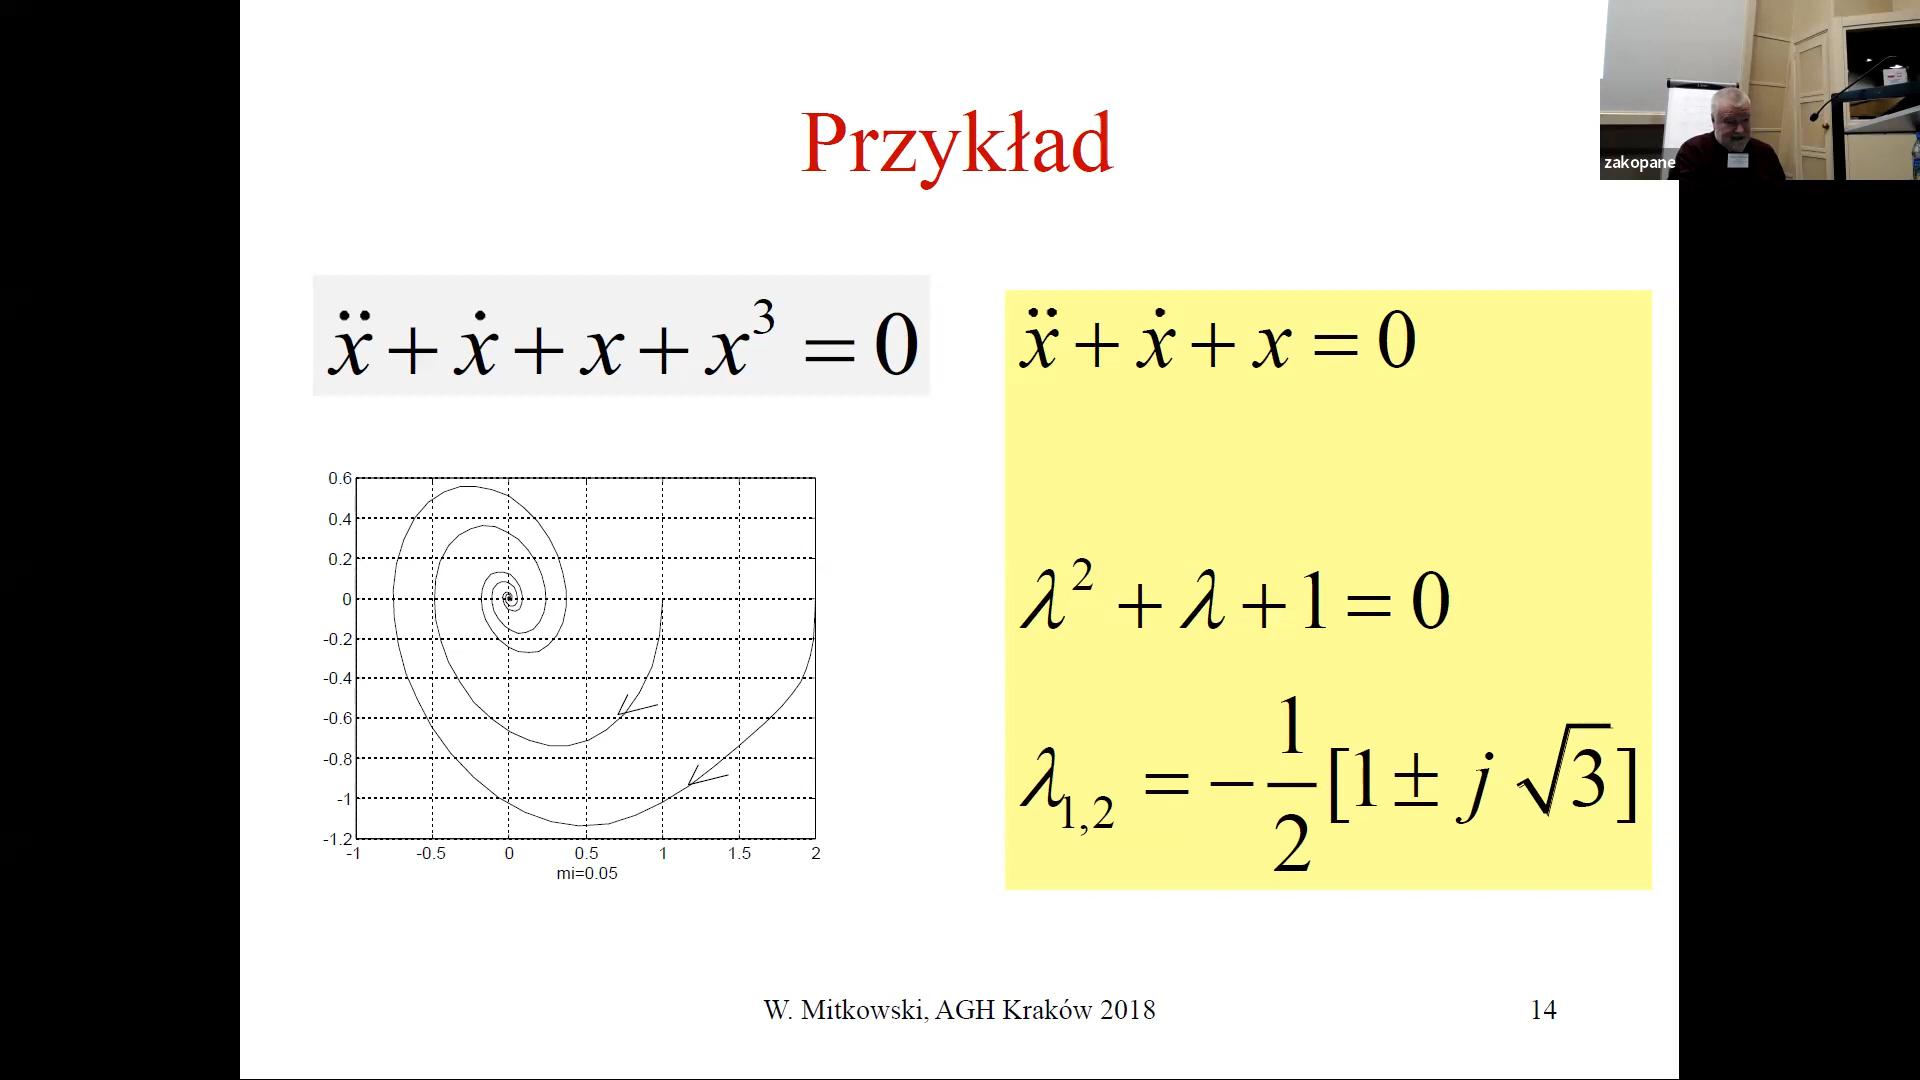 Przykład
zakopane
ẍ + ẋ + x + x³ = 0
ẍ + ẋ + x = 0
λ² + λ + 1 = 0
λ₁,₂ = −1/2 [1 ± j √3]
0.6
0.4
0.2
0
-0.2
-0.4
-0.6
-0.8
-1
-1.2
-1 -0.5 0 0.5 1 1.5 2
mi=0.05
W. Mitkowski, AGH Kraków 2018
14